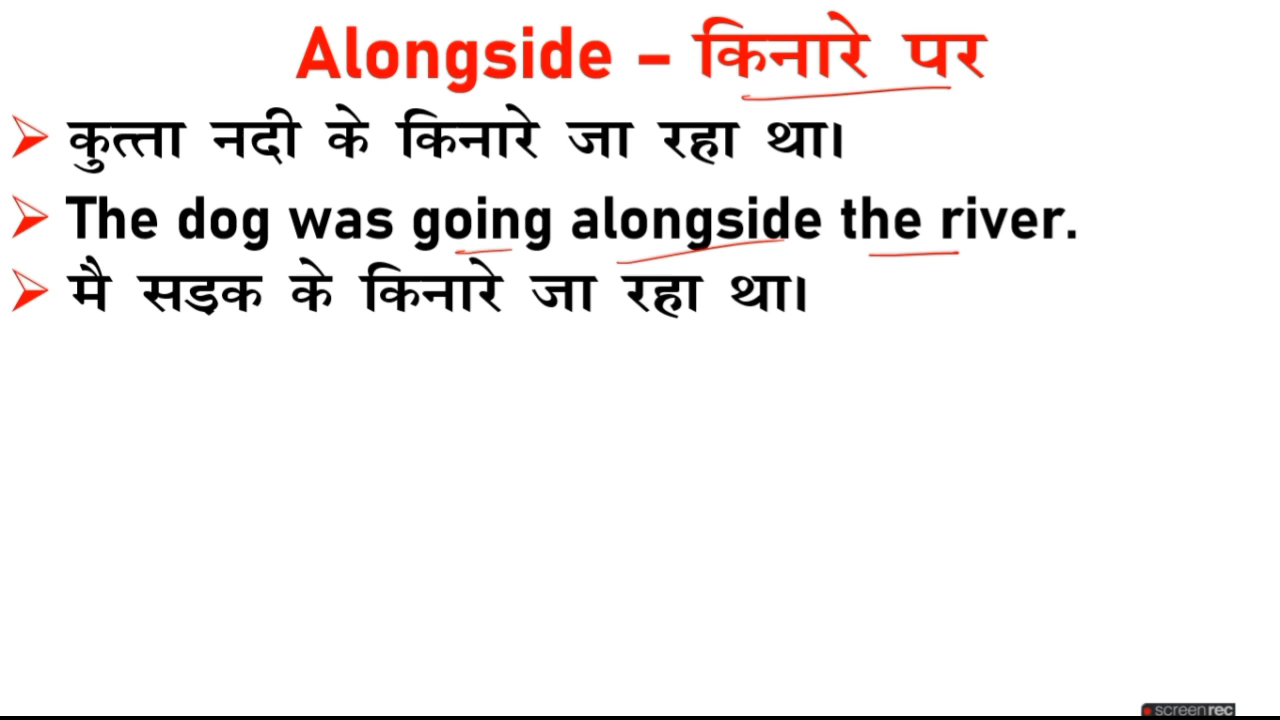 Alongside – किनारे पर
कुत्ता नदी के किनारे जा रहा था।
The dog was going alongside the river.
मै सड़क के किनारे जा रहा था।
screenrec